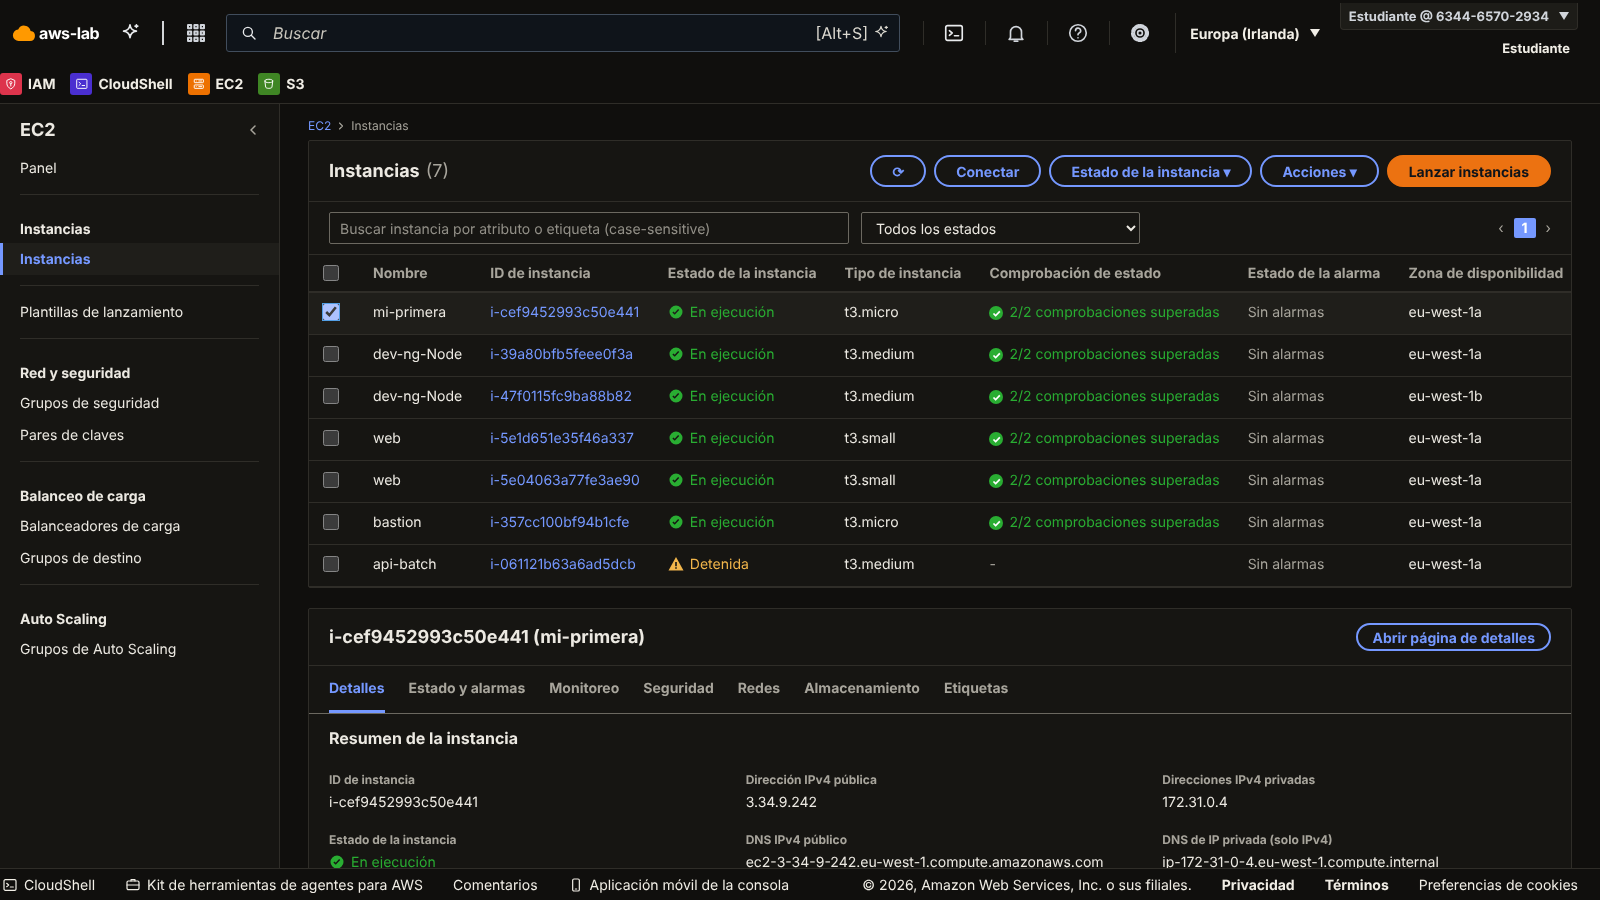 aws-lab
Buscar
[Alt+S]
Europa (Irlanda) ▼
Estudiante @ 6344-6570-2934 ▼
Estudiante
IAM
CloudShell
EC2
S3
EC2
Panel
Instancias
Instancias
Plantillas de lanzamiento
Red y seguridad
Grupos de seguridad
Pares de claves
Balanceo de carga
Balanceadores de carga
Grupos de destino
Auto Scaling
Grupos de Auto Scaling
EC2 > Instancias
Instancias (7)
Conectar
Estado de la instancia ▾
Acciones ▾
Lanzar instancias
Buscar instancia por atributo o etiqueta (case-sensitive)
Todos los estados
‹ 1 ›
Nombre ID de instancia Estado de la instancia Tipo de instancia Comprobación de estado Estado de la alarma Zona de disponibilidad
mi-primera i-cef9452993c50e441 En ejecución t3.micro 2/2 comprobaciones superadas Sin alarmas eu-west-1a
dev-ng-Node i-39a80bfb5feee0f3a En ejecución t3.medium 2/2 comprobaciones superadas Sin alarmas eu-west-1a
dev-ng-Node i-47f0115fc9ba88b82 En ejecución t3.medium 2/2 comprobaciones superadas Sin alarmas eu-west-1b
web i-5e1d651e35f46a337 En ejecución t3.small 2/2 comprobaciones superadas Sin alarmas eu-west-1a
web i-5e04063a77fe3ae90 En ejecución t3.small 2/2 comprobaciones superadas Sin alarmas eu-west-1a
bastion i-357cc100bf94b1cfe En ejecución t3.micro 2/2 comprobaciones superadas Sin alarmas eu-west-1a
api-batch i-061121b63a6ad5dcb Detenida t3.medium - Sin alarmas eu-west-1a
i-cef9452993c50e441 (mi-primera)
Abrir página de detalles
Detalles Estado y alarmas Monitoreo Seguridad Redes Almacenamiento Etiquetas
Resumen de la instancia
ID de instancia Dirección IPv4 pública Direcciones IPv4 privadas
i-cef9452993c50e441 3.34.9.242 172.31.0.4
Estado de la instancia DNS IPv4 público DNS de IP privada (solo IPv4)
En ejecución ec2-3-34-9-242.eu-west-1.compute.amazonaws.com ip-172-31-0-4.eu-west-1.compute.internal
CloudShell Kit de herramientas de agentes para AWS Comentarios Aplicación móvil de la consola © 2026, Amazon Web Services, Inc. o sus filiales. Privacidad Términos Preferencias de cookies